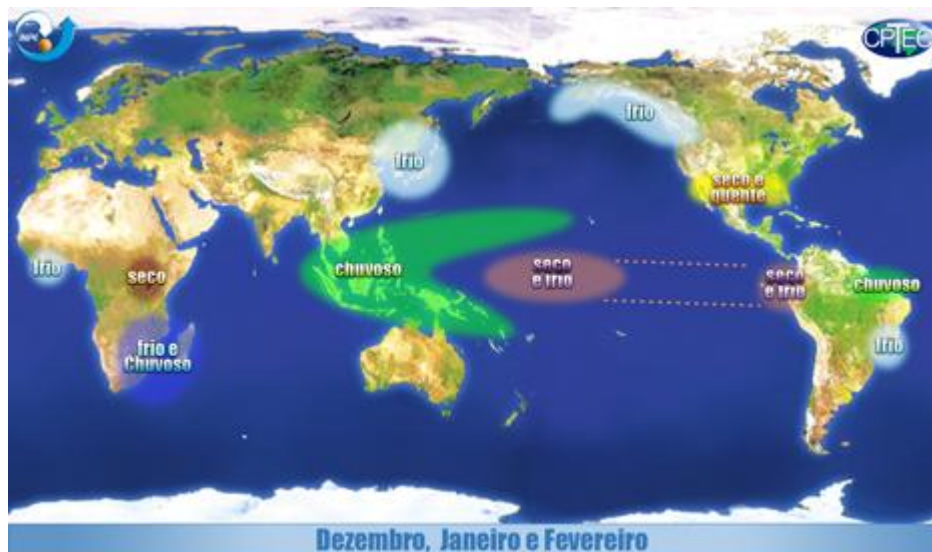 INPE
CPTEC
frio
frio
seco e
quente
frio
seco
chuvoso
seco
e frio
seco
e frio
chuvoso
frio e
Chuvoso
frio
Dezembro, Janeiro e Fevereiro